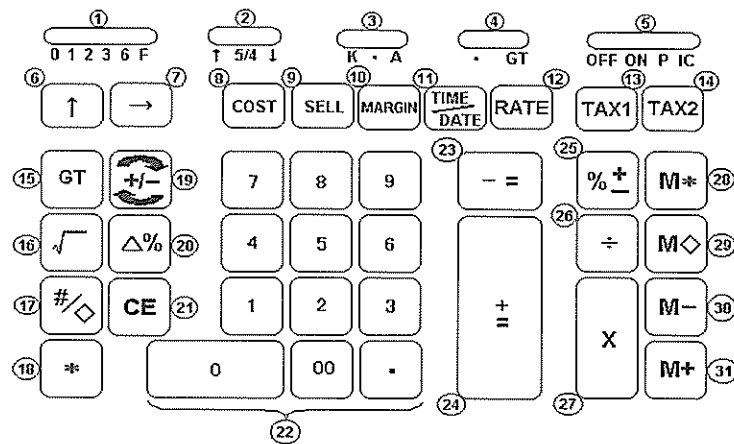 1 2 3 4 5
0 1 2 3 6 F ↑ 5/4 ↓ K · A · GT OFF ON P IC
6 7 8 9 10 11 12 13 14
↑ → COST SELL MARGIN TIME/DATE RATE TAX1 TAX2
23 25
15 GT +/− 19 7 8 9 − = %± M* 28
26
16 √ △% 20 4 5 6 ÷ M◇ 29
17 #/◇ CE 21 1 2 3 + = X M− 30
18 * 0 00 . M+ 31
24 27
22